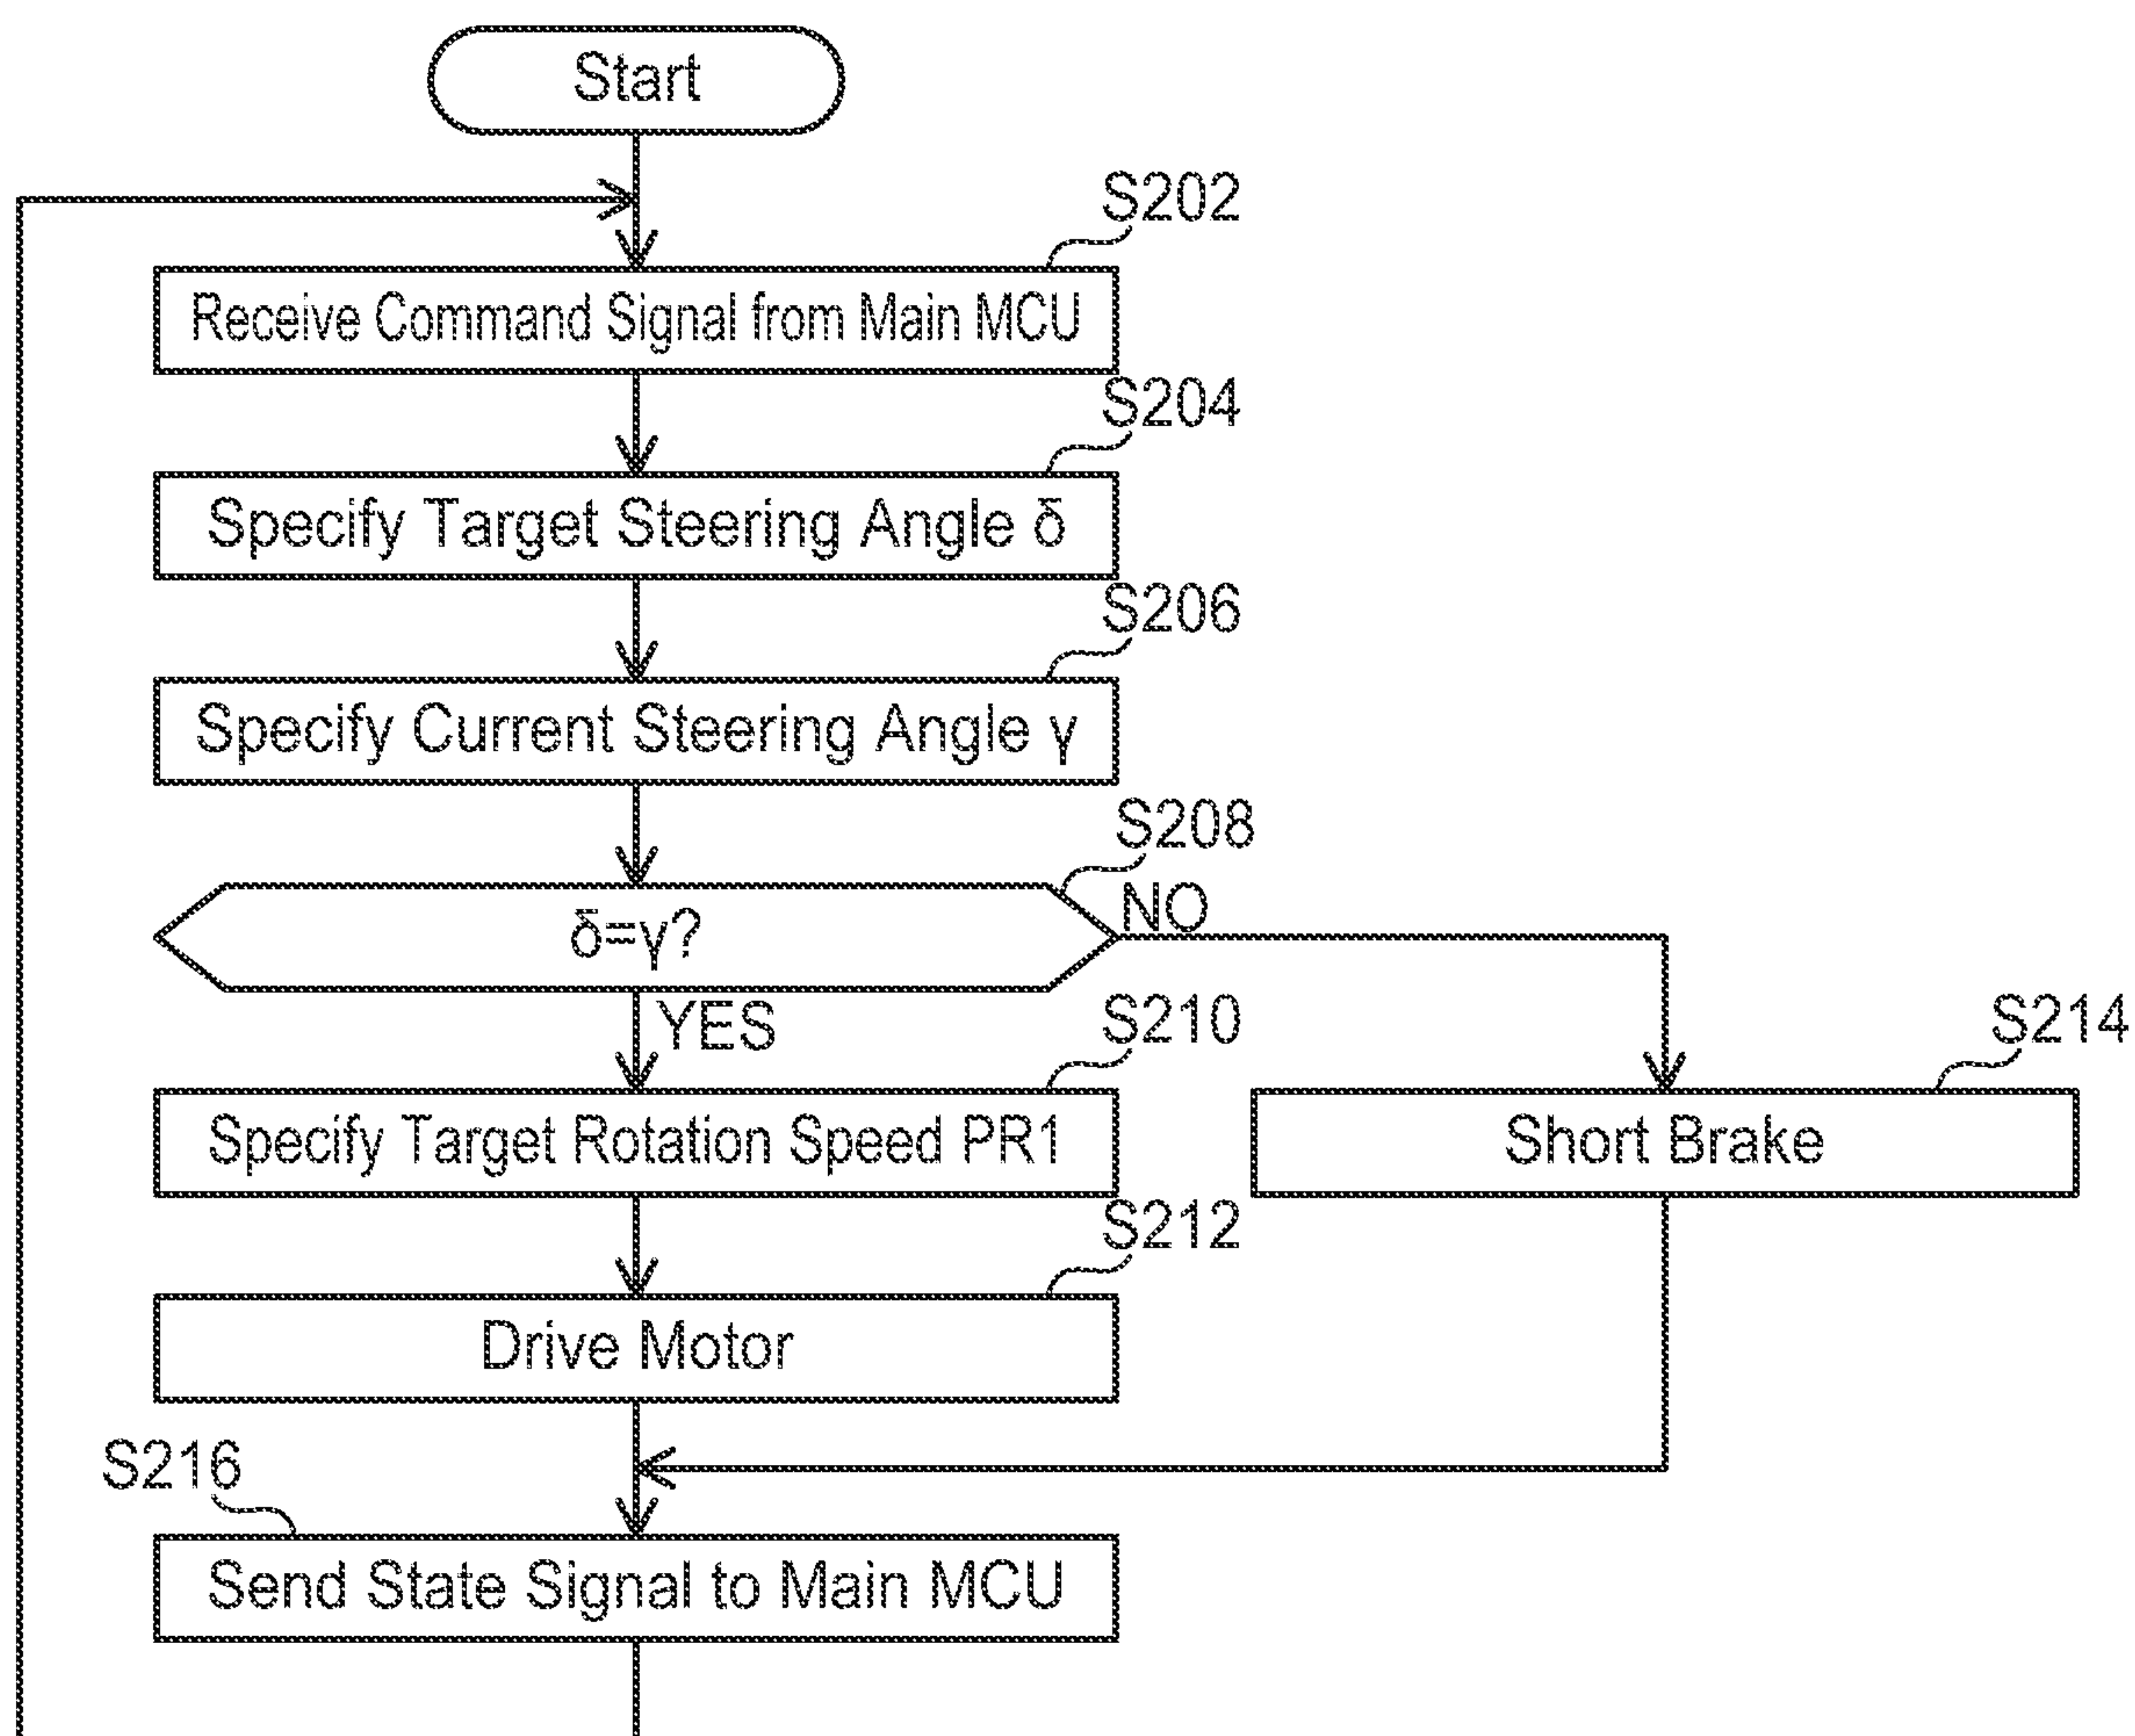 Start
S202
Receive Command Signal from Main MCU
S204
Specify Target Steering Angle δ
S206
Specify Current Steering Angle γ
S208
δ=γ?
NO
YES
S210
S214
Specify Target Rotation Speed PR1
Short Brake
S212
Drive Motor
S216
Send State Signal to Main MCU